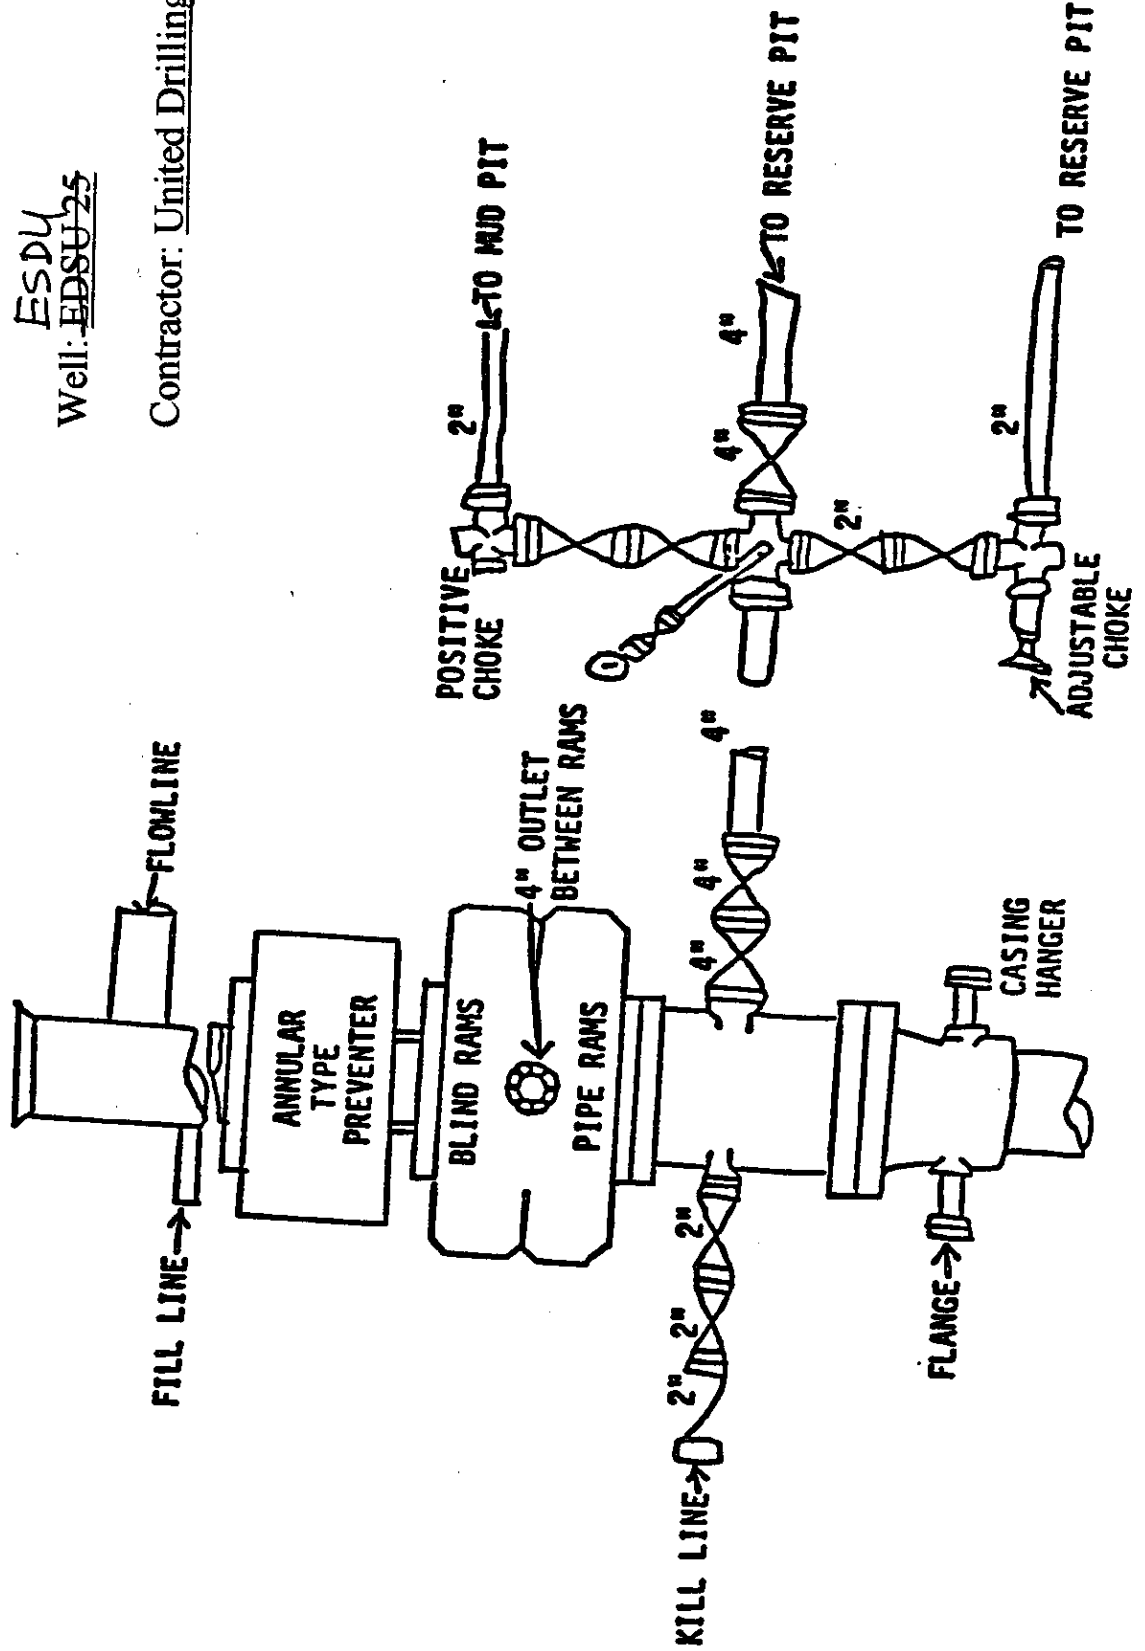 ESDU
Well: EDSU 25
Contractor: United Drilling
FILL LINE
FLOWLINE
ANNULAR
TYPE
PREVENTER
BLIND RAMS
4" OUTLET
BETWEEN RAMS
PIPE RAMS
KILL LINE
2"
2"
2"
4"
4"
4"
FLANGE
CASING
HANGER
POSITIVE
CHOKE
2"
TO MUD PIT
4"
4"
TO RESERVE PIT
2"
2"
TO RESERVE PIT
ADJUSTABLE
CHOKE